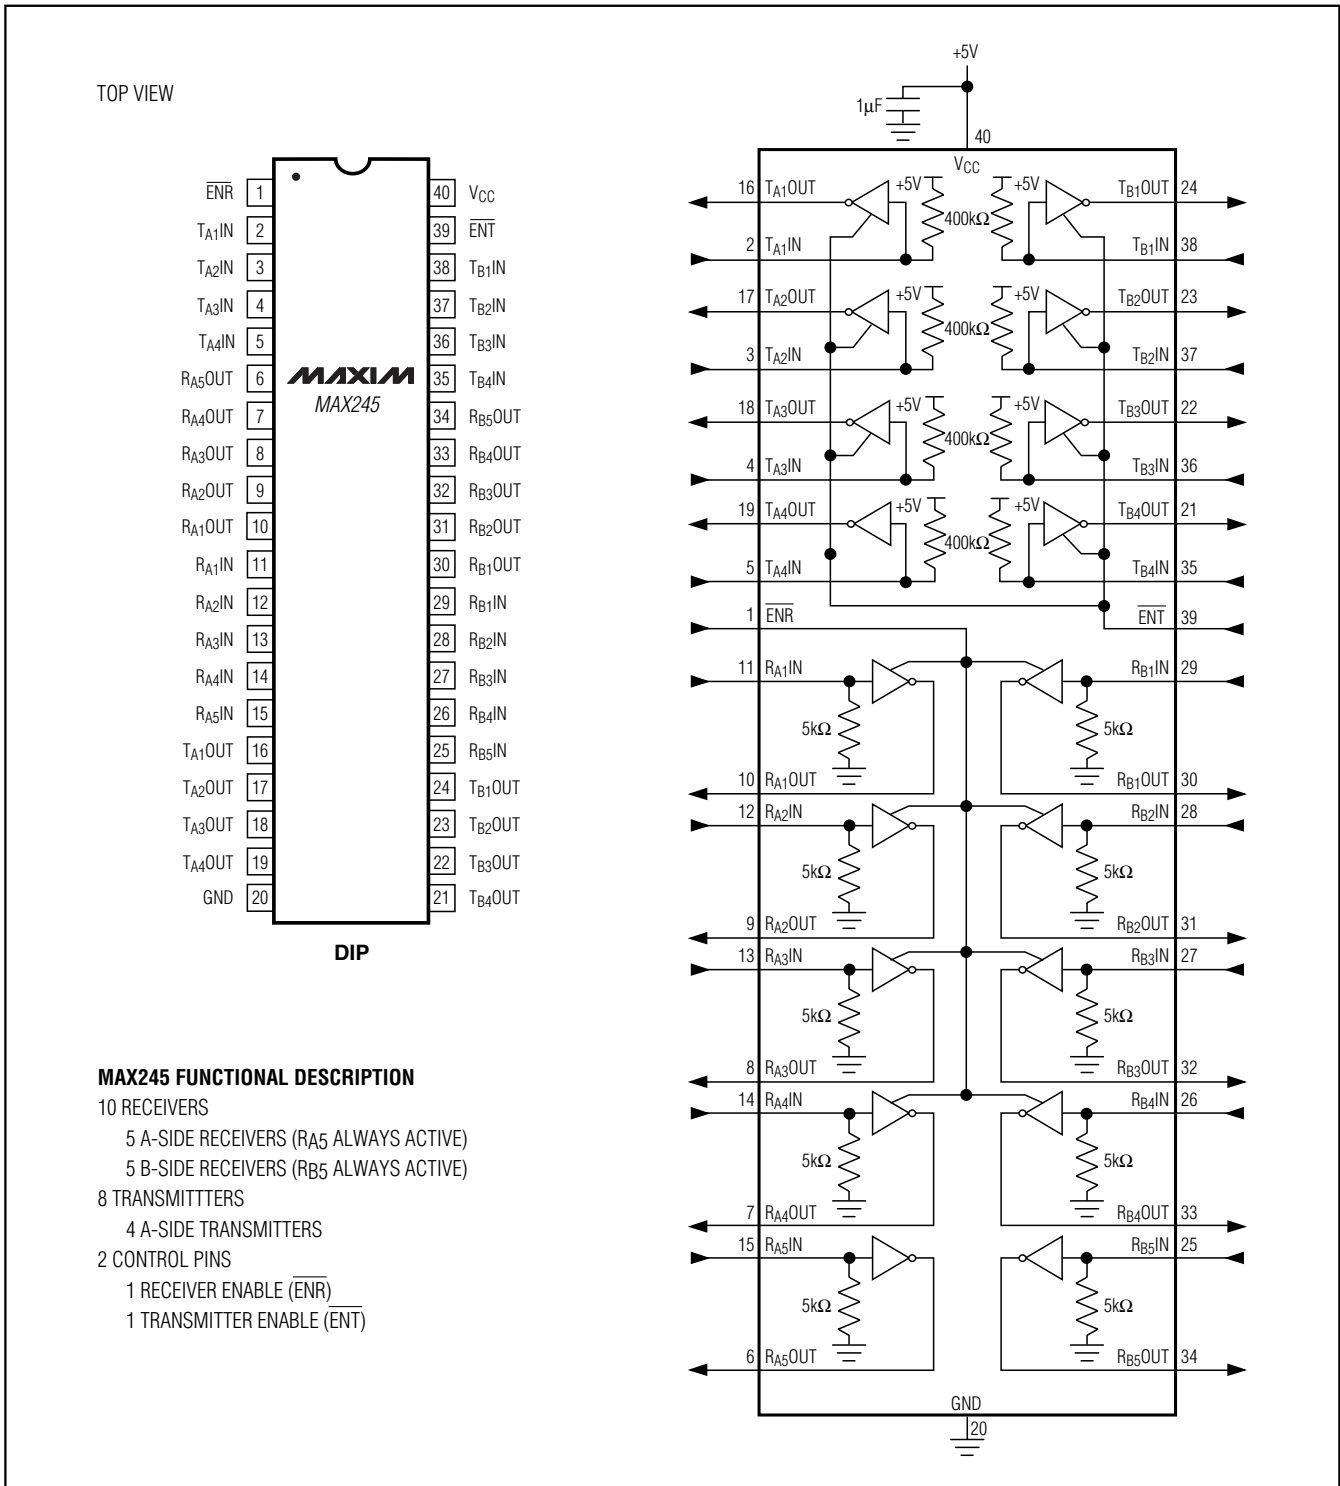 TOP VIEW
ENR 1
TA1IN 2
TA2IN 3
TA3IN 4
TA4IN 5
RA5OUT 6
RA4OUT 7
RA3OUT 8
RA2OUT 9
RA1OUT 10
RA1IN 11
RA2IN 12
RA3IN 13
RA4IN 14
RA5IN 15
TA1OUT 16
TA2OUT 17
TA3OUT 18
TA4OUT 19
GND 20
MAXIM
MAX245
40 VCC
39 ENT
38 TB1IN
37 TB2IN
36 TB3IN
35 TB4IN
34 RB5OUT
33 RB4OUT
32 RB3OUT
31 RB2OUT
30 RB1OUT
29 RB1IN
28 RB2IN
27 RB3IN
26 RB4IN
25 RB5IN
24 TB1OUT
23 TB2OUT
22 TB3OUT
21 TB4OUT
DIP
MAX245 FUNCTIONAL DESCRIPTION
10 RECEIVERS
5 A-SIDE RECEIVERS (RA5 ALWAYS ACTIVE)
5 B-SIDE RECEIVERS (RB5 ALWAYS ACTIVE)
8 TRANSMITTTERS
4 A-SIDE TRANSMITTERS
2 CONTROL PINS
1 RECEIVER ENABLE (ENR)
1 TRANSMITTER ENABLE (ENT)
+5V
1µF
40
VCC
16 TA1OUT +5V +5V TB1OUT 24
400kΩ
2 TA1IN TB1IN 38
17 TA2OUT +5V +5V TB2OUT 23
400kΩ
3 TA2IN TB2IN 37
18 TA3OUT +5V +5V TB3OUT 22
400kΩ
4 TA3IN TB3IN 36
19 TA4OUT +5V +5V TB4OUT 21
400kΩ
5 TA4IN TB4IN 35
1 ENR ENT 39
11 RA1IN RB1IN 29
5kΩ 5kΩ
10 RA1OUT RB1OUT 30
12 RA2IN RB2IN 28
5kΩ 5kΩ
9 RA2OUT RB2OUT 31
13 RA3IN RB3IN 27
5kΩ 5kΩ
8 RA3OUT RB3OUT 32
14 RA4IN RB4IN 26
5kΩ 5kΩ
7 RA4OUT RB4OUT 33
15 RA5IN RB5IN 25
5kΩ 5kΩ
6 RA5OUT RB5OUT 34
GND
20